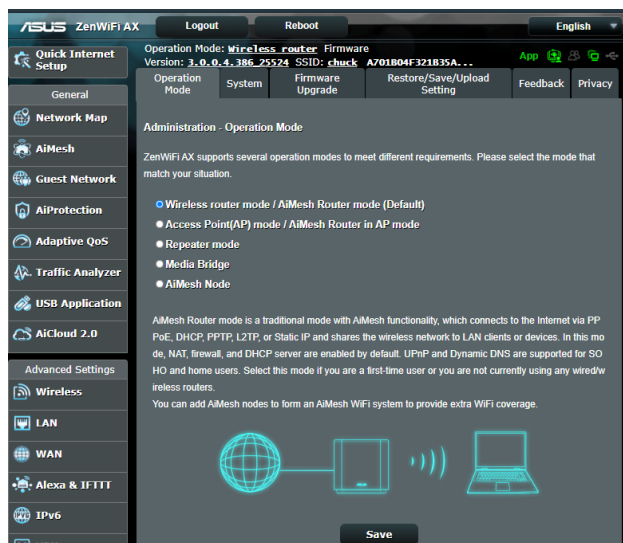 ASUS ZenWiFi AX Logout Reboot English
Quick Internet Setup
Operation Mode: Wireless router Firmware
Version: 3.0.0.4.386_25524 SSID: chuck A701B04F321B35A...
App
Operation Mode System Firmware Upgrade Restore/Save/Upload Setting Feedback Privacy
General
Network Map
AiMesh
Guest Network
AiProtection
Adaptive QoS
Traffic Analyzer
USB Application
AiCloud 2.0
Advanced Settings
Wireless
LAN
WAN
Alexa & IFTTT
IPv6
Administration - Operation Mode
ZenWiFi AX supports several operation modes to meet different requirements. Please select the mode that
match your situation.
Wireless router mode / AiMesh Router mode (Default)
Access Point(AP) mode / AiMesh Router in AP mode
Repeater mode
Media Bridge
AiMesh Node
AiMesh Router mode is a traditional mode with AiMesh functionality, which connects to the Internet via PP
PoE, DHCP, PPTP, L2TP, or Static IP and shares the wireless network to LAN clients or devices. In this mo
de, NAT, firewall, and DHCP server are enabled by default. UPnP and Dynamic DNS are supported for SO
HO and home users. Select this mode if you are a first-time user or you are not currently using any wired/w
ireless routers.
You can add AiMesh nodes to form an AiMesh WiFi system to provide extra WiFi coverage.
Save